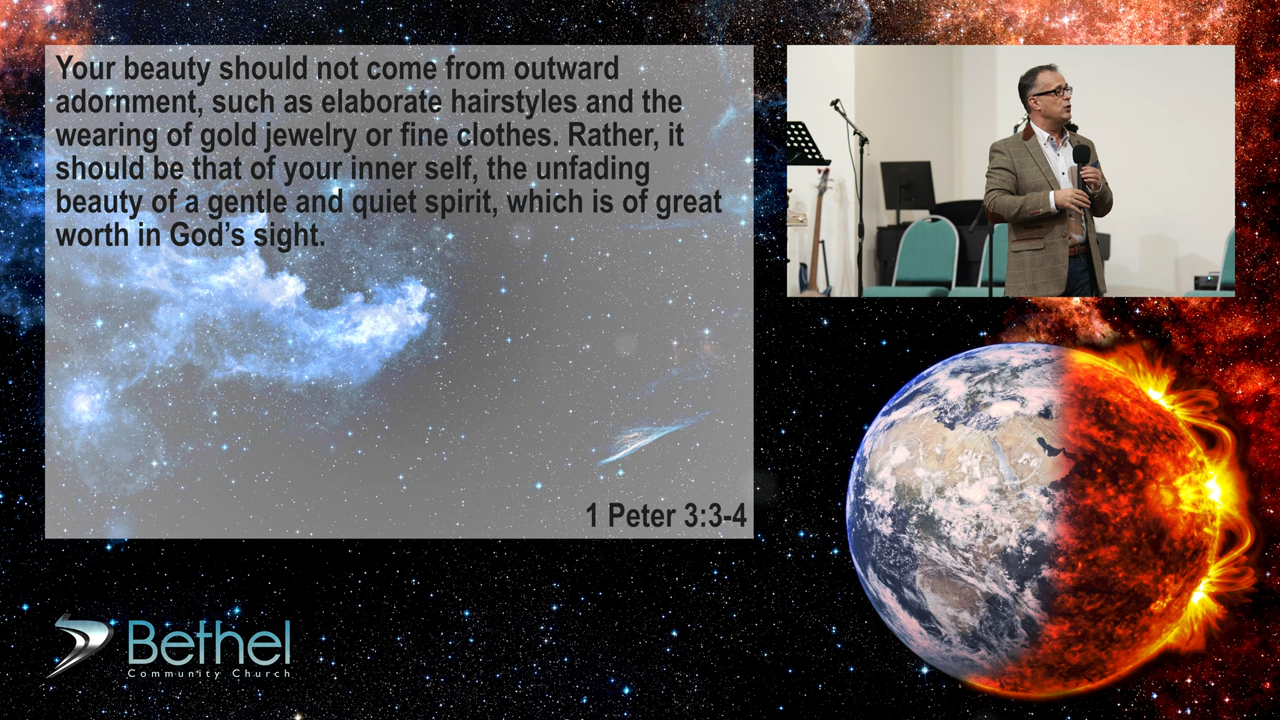 Your beauty should not come from outward
adornment, such as elaborate hairstyles and the
wearing of gold jewelry or fine clothes. Rather, it
should be that of your inner self, the unfading
beauty of a gentle and quiet spirit, which is of great
worth in God’s sight.
1 Peter 3:3-4
Bethel
Community Church